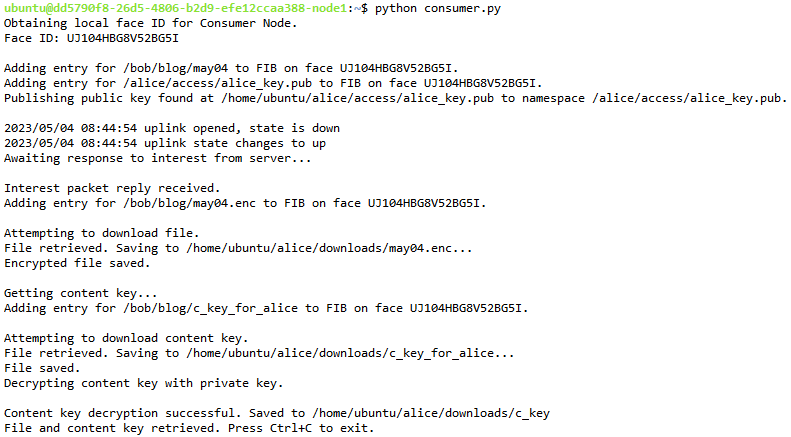 ubuntu@dd5790f8-26d5-4806-b2d9-efe12ccaa388-node1:~$ python consumer.py
Obtaining local face ID for Consumer Node.
Face ID: UJ104HBG8V52BG5I
Adding entry for /bob/blog/may04 to FIB on face UJ104HBG8V52BG5I.
Adding entry for /alice/access/alice_key.pub to FIB on face UJ104HBG8V52BG5I.
Publishing public key found at /home/ubuntu/alice/access/alice_key.pub to namespace /alice/access/alice_key.pub.
2023/05/04 08:44:54 uplink opened, state is down
2023/05/04 08:44:54 uplink state changes to up
Awaiting response to interest from server...
Interest packet reply received.
Adding entry for /bob/blog/may04.enc to FIB on face UJ104HBG8V52BG5I.
Attempting to download file.
File retrieved. Saving to /home/ubuntu/alice/downloads/may04.enc...
Encrypted file saved.
Getting content key...
Adding entry for /bob/blog/c_key_for_alice to FIB on face UJ104HBG8V52BG5I.
Attempting to download content key.
File retrieved. Saving to /home/ubuntu/alice/downloads/c_key_for_alice...
File saved.
Decrypting content key with private key.
Content key decryption successful. Saved to /home/ubuntu/alice/downloads/c_key
File and content key retrieved. Press Ctrl+C to exit.